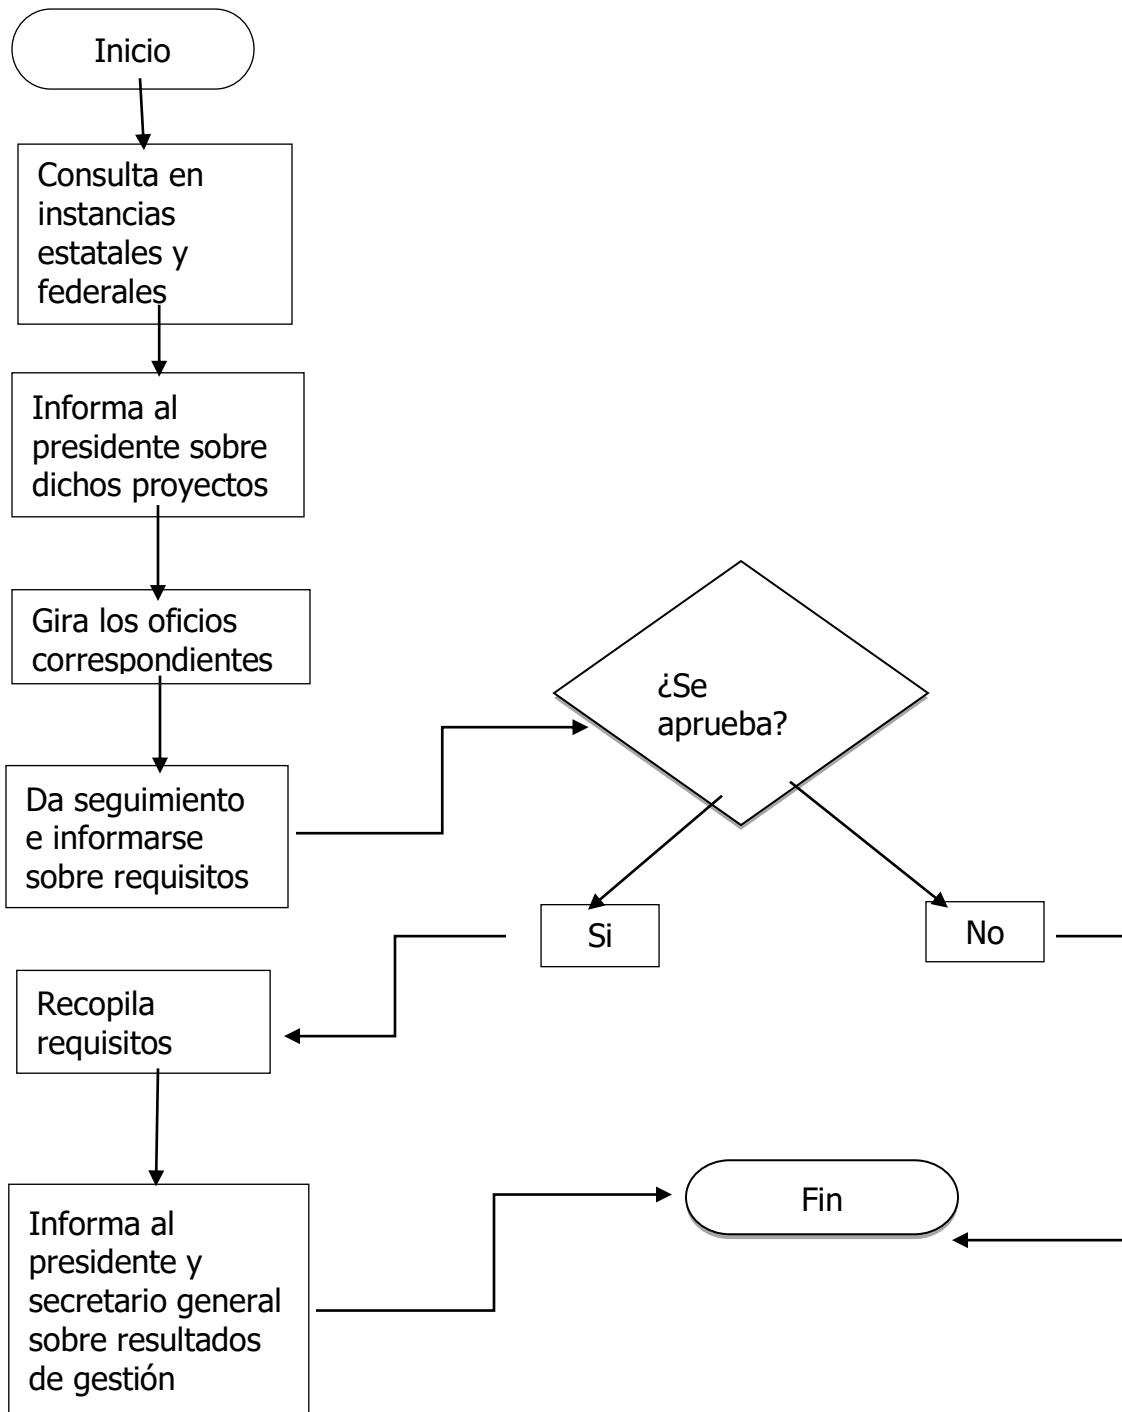 Inicio
Consulta en
instancias
estatales y
federales
Informa al
presidente sobre
dichos proyectos
Gira los oficios
correspondientes
Da seguimiento
e informarse
sobre requisitos
¿Se
aprueba?
Si
No
Recopila
requisitos
Informa al
presidente y
secretario general
sobre resultados
de gestión
Fin